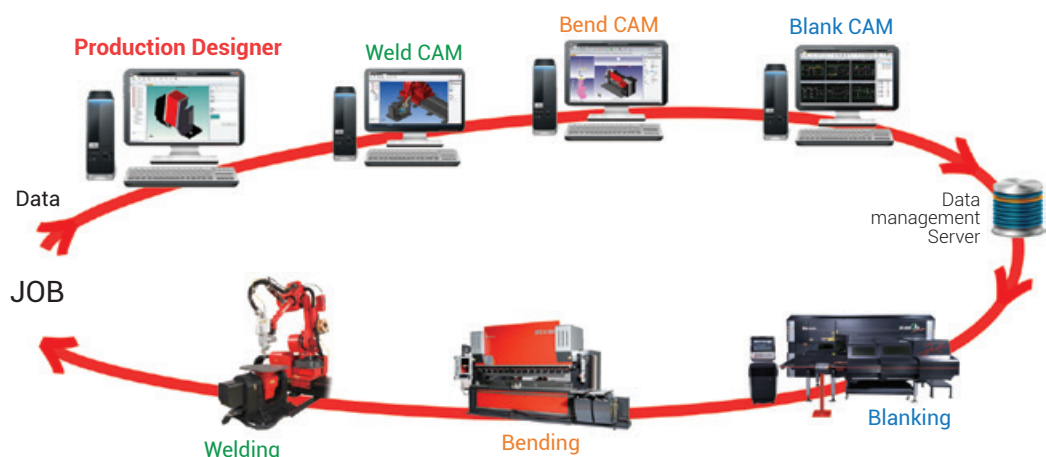 Production Designer
Weld CAM
Bend CAM
Blank CAM
Data
Data
management
Server
JOB
Welding
Bending
Blanking